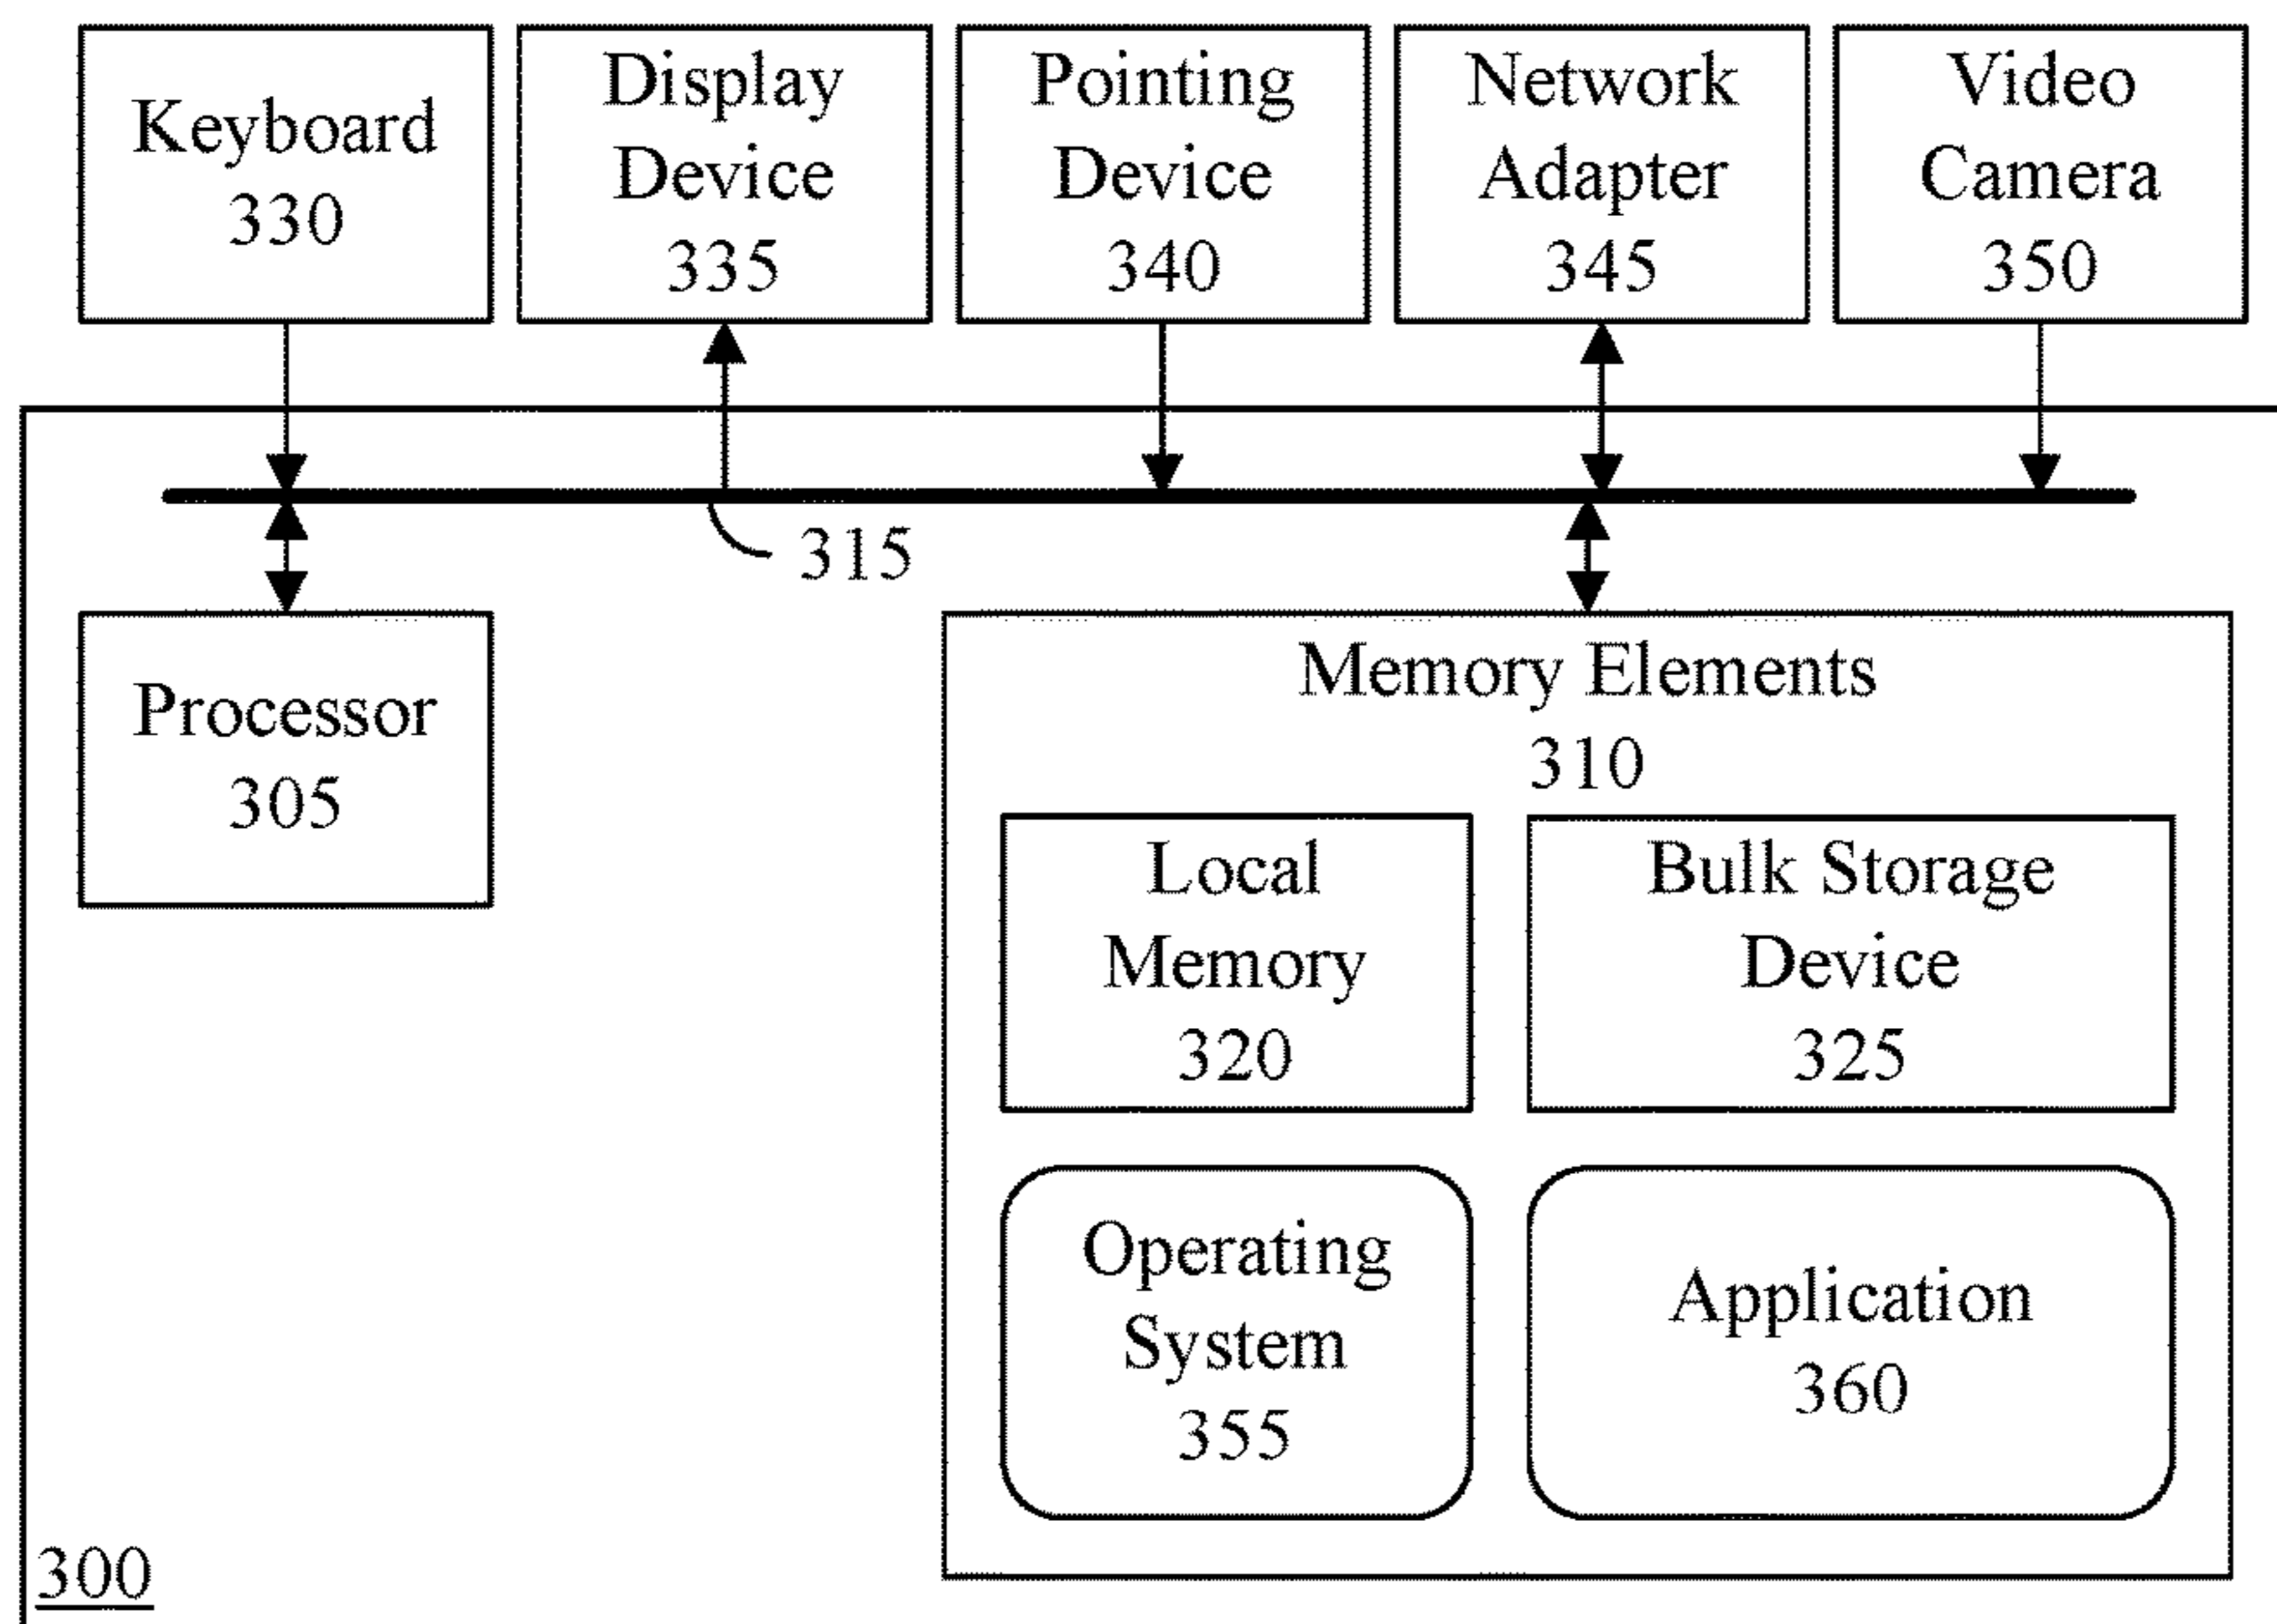 Keyboard
330
Display
Device
335
Pointing
Device
340
Network
Adapter
345
Video
Camera
350
315
Processor
305
Memory Elements
310
Local
Memory
320
Bulk Storage
Device
325
Operating
System
355
Application
360
300